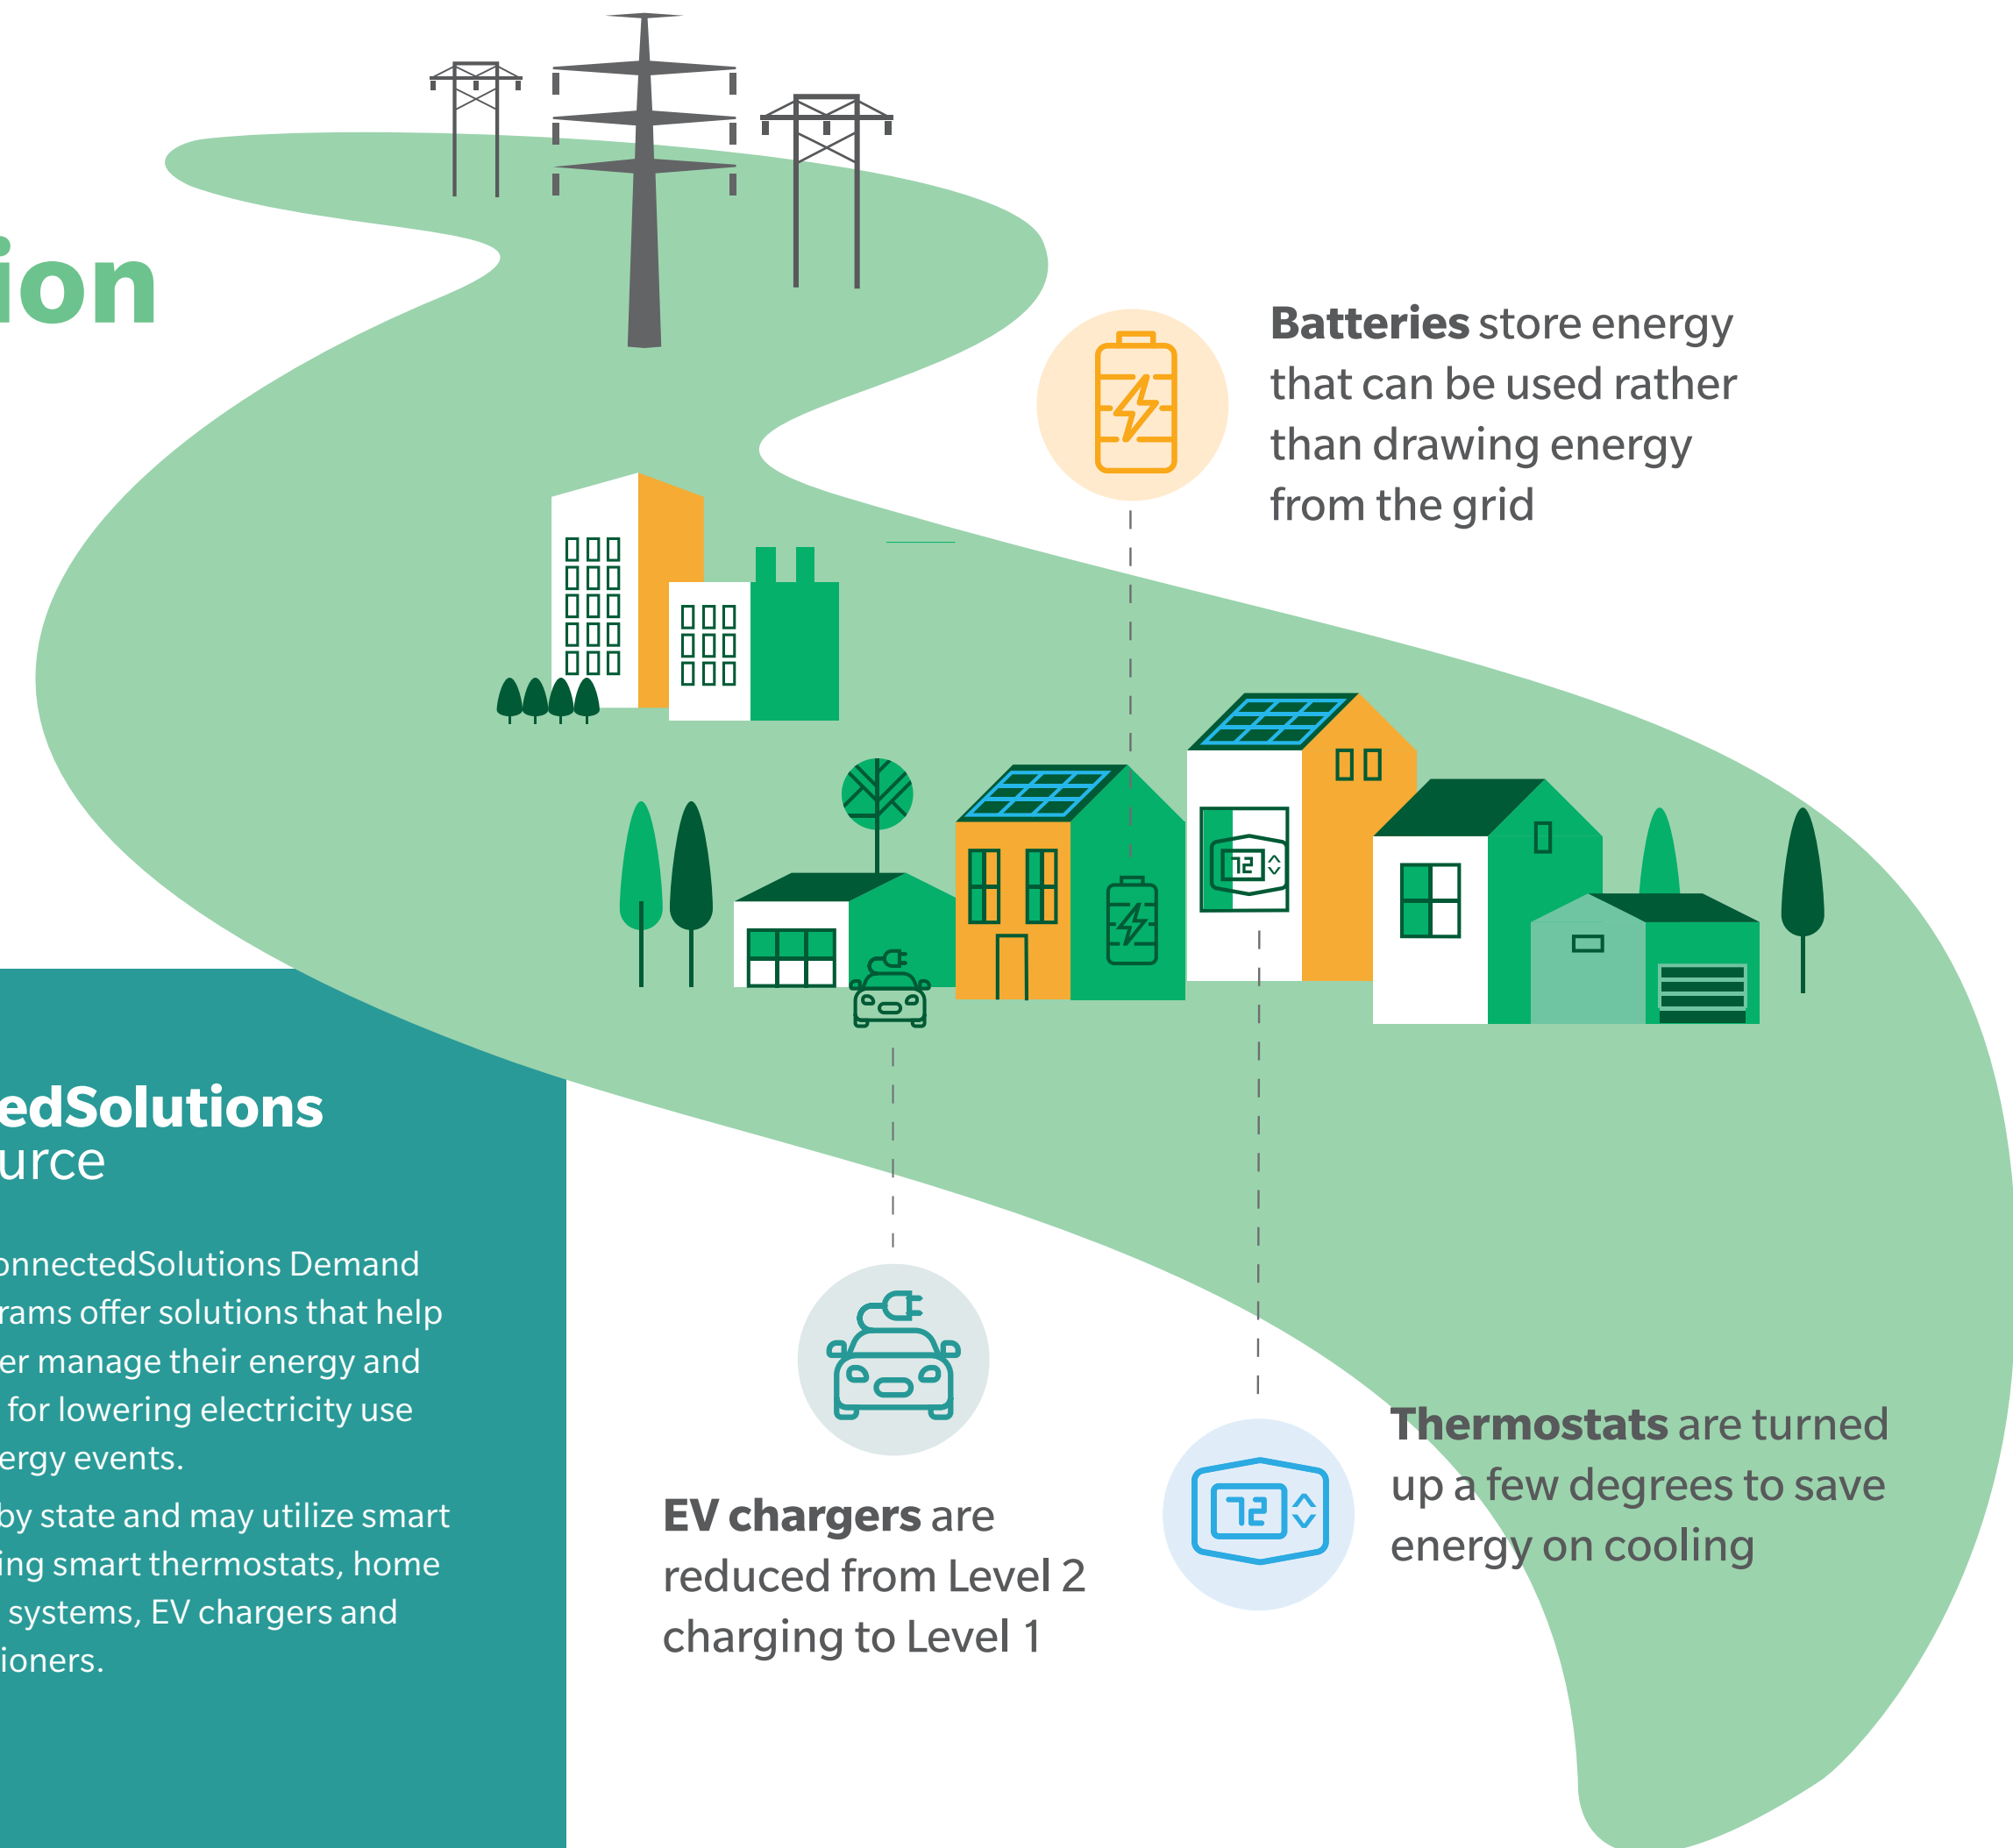 ion
Batteries store energy
that can be used rather
than drawing energy
from the grid
72
edSolutions
urce
onnectedSolutions Demand
rams offer solutions that help
er manage their energy and
for lowering electricity use
ergy events.
by state and may utilize smart
ing smart thermostats, home
systems, EV chargers and
ioners.
EV chargers are
reduced from Level 2
charging to Level 1
72
Thermostats are turned
up a few degrees to save
energy on cooling